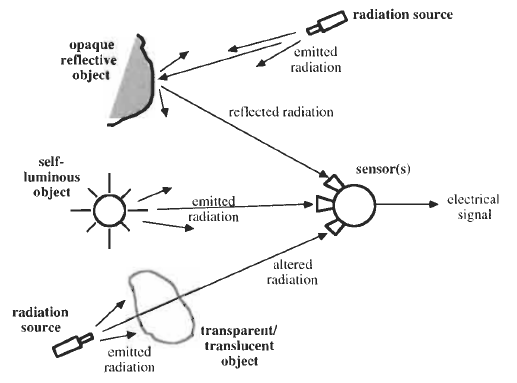 radiation source
opaque
reflective
object
emitted
radiation
reflected radiation
self-
luminous
object
emitted
radiation
sensor(s)
electrical
signal
altered
radiation
radiation
source
emitted
radiation
transparent/
translucent
object